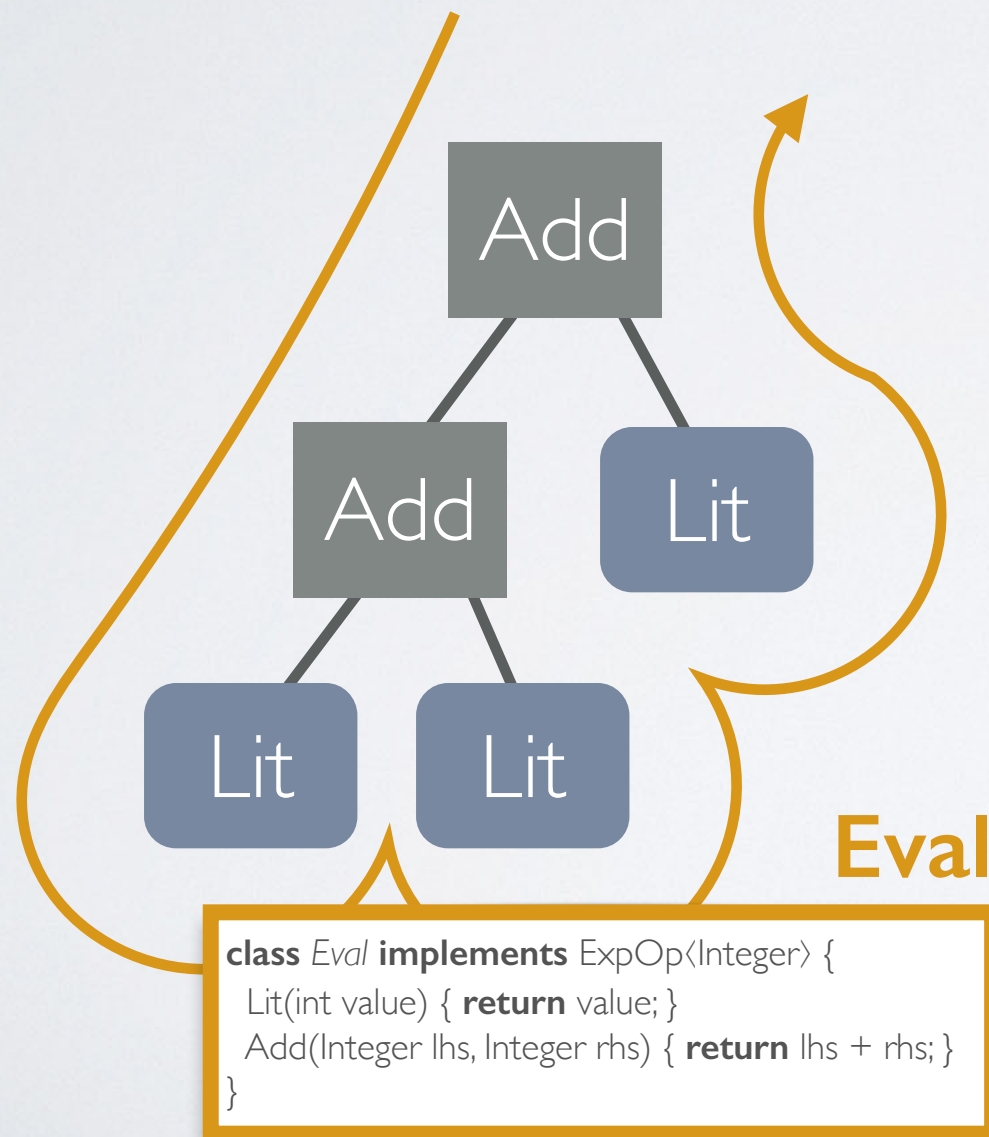 Add
Add
Lit
Lit
Lit
Eval
class Eval implements ExpOp〈Integer〉 {
Lit(int value) { return value; }
Add(Integer lhs, Integer rhs) { return lhs + rhs; }
}